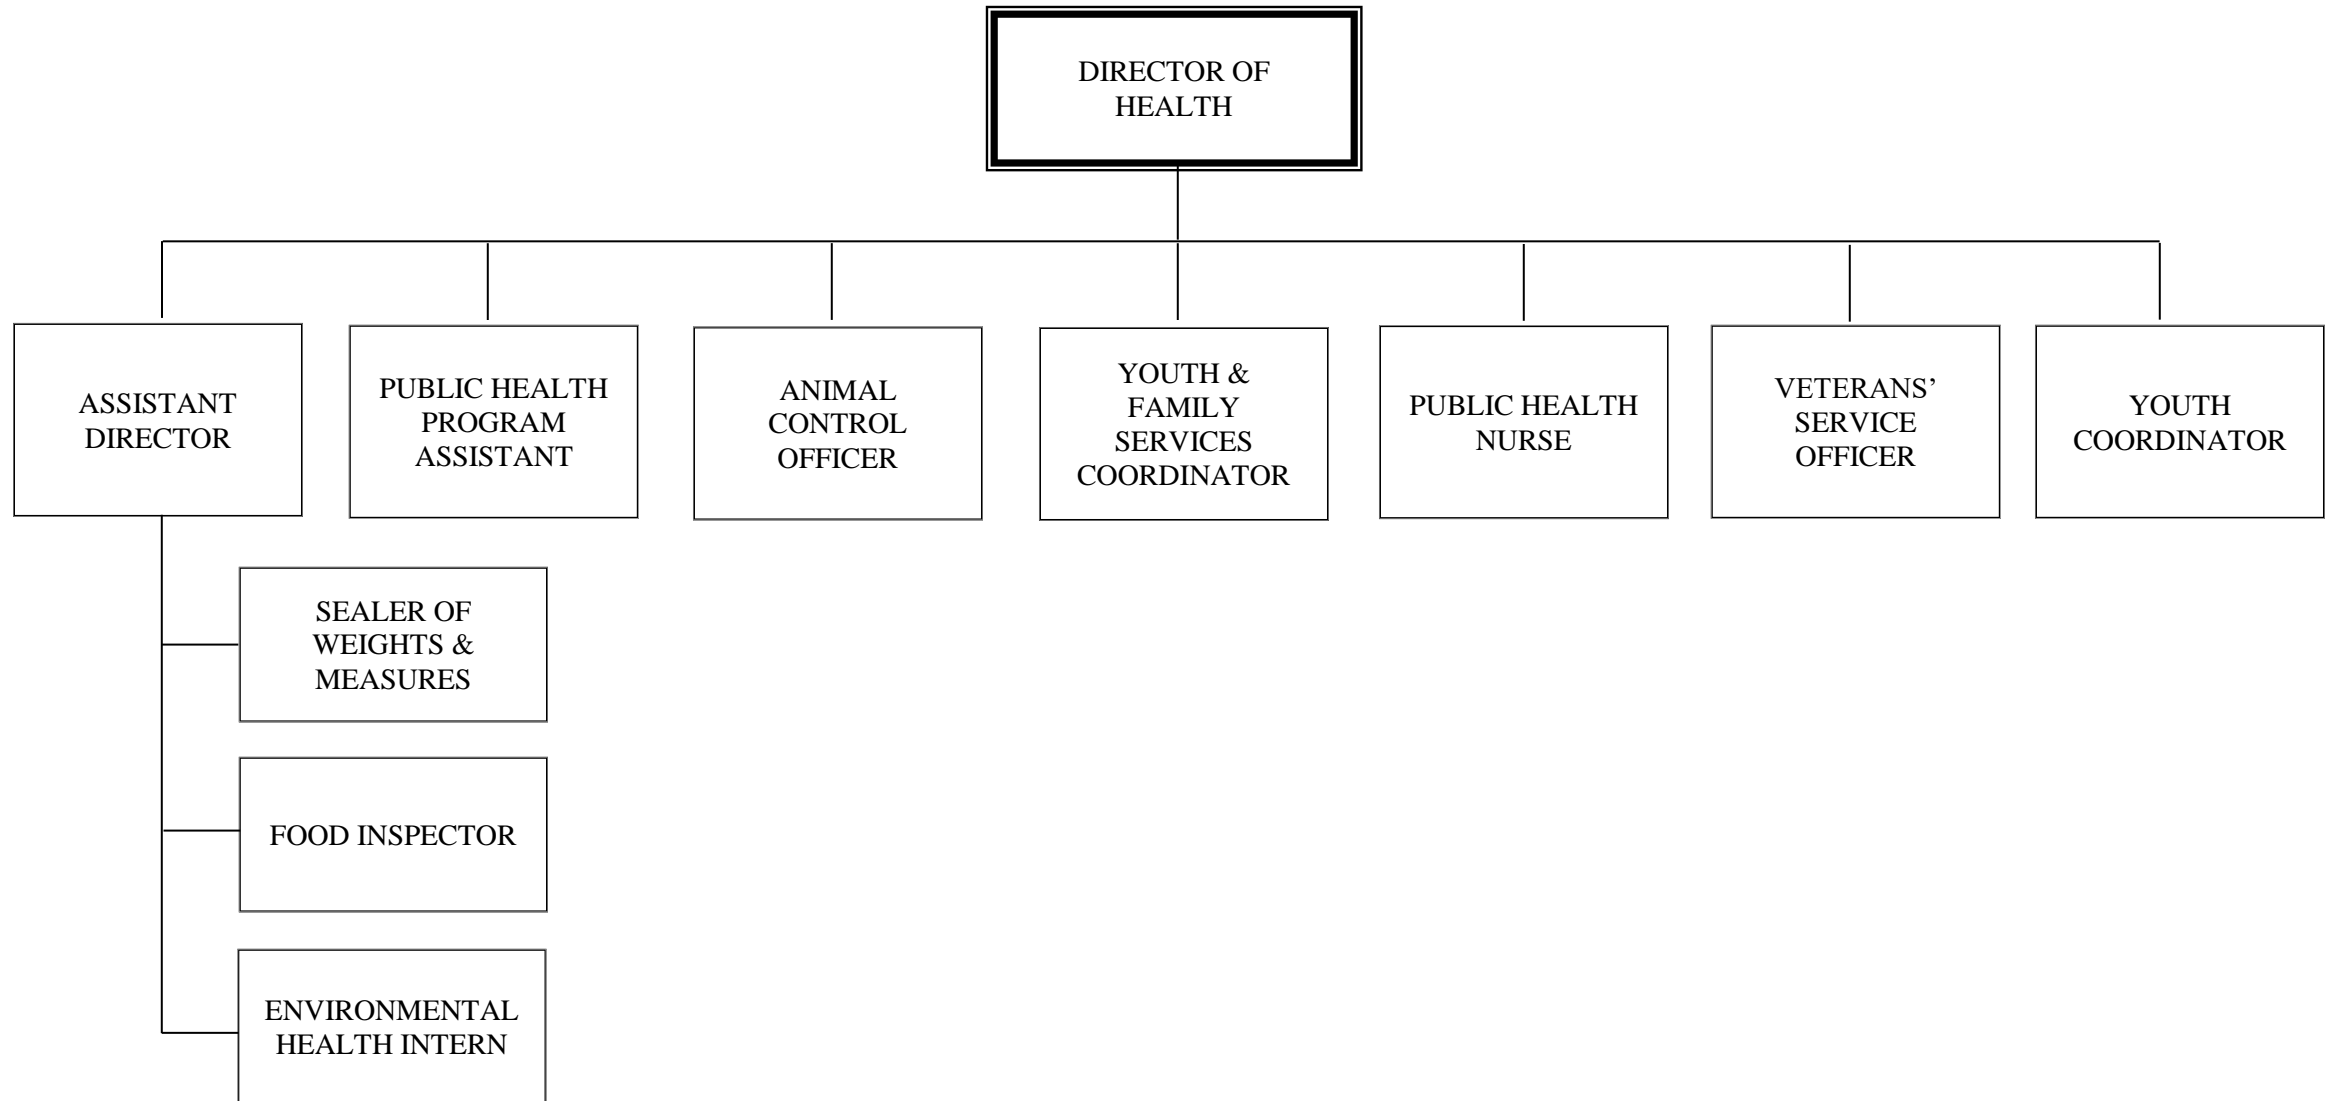 DIRECTOR OF
HEALTH
ASSISTANT
DIRECTOR
PUBLIC HEALTH
PROGRAM
ASSISTANT
ANIMAL
CONTROL
OFFICER
YOUTH &
FAMILY
SERVICES
COORDINATOR
PUBLIC HEALTH
NURSE
VETERANS’
SERVICE
OFFICER
YOUTH
COORDINATOR
SEALER OF
WEIGHTS &
MEASURES
FOOD INSPECTOR
ENVIRONMENTAL
HEALTH INTERN